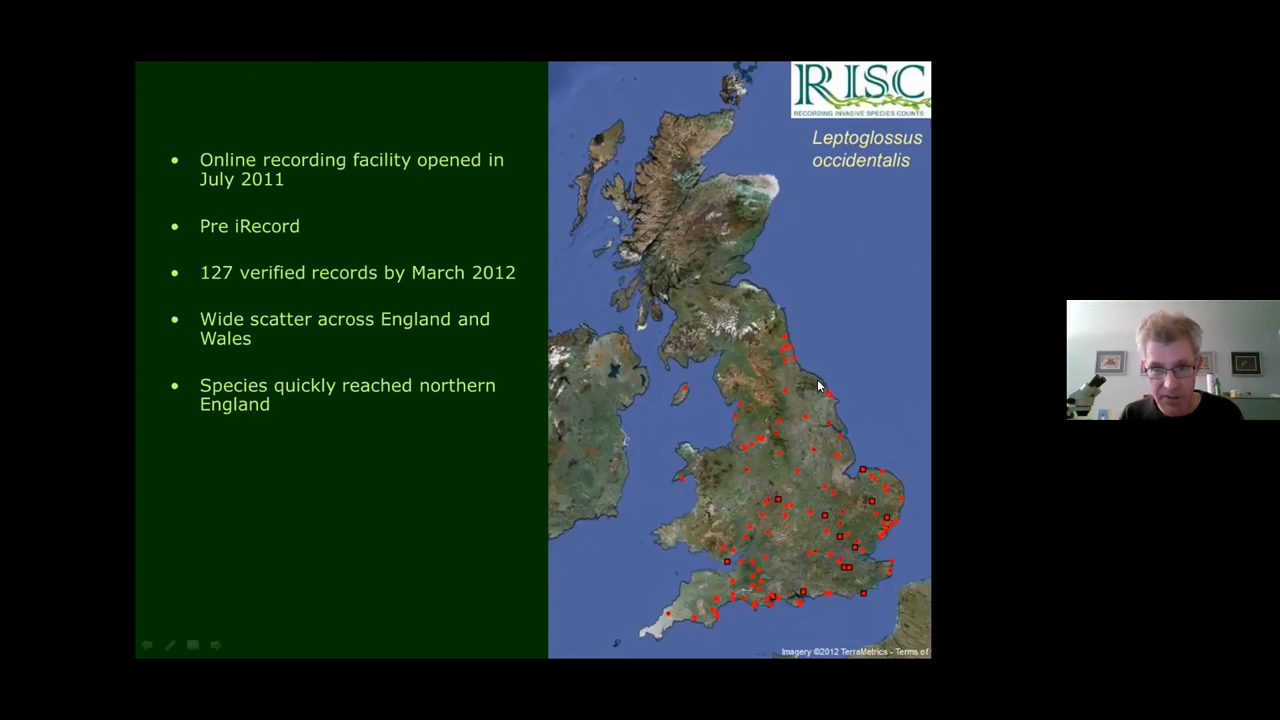 RISC
RECORDING INVASIVE SPECIES COUNTS
Leptoglossus
occidentalis
• Online recording facility opened in
July 2011
• Pre iRecord
• 127 verified records by March 2012
• Wide scatter across England and
Wales
• Species quickly reached northern
England
Imagery ©2012 TerraMetrics - Terms of